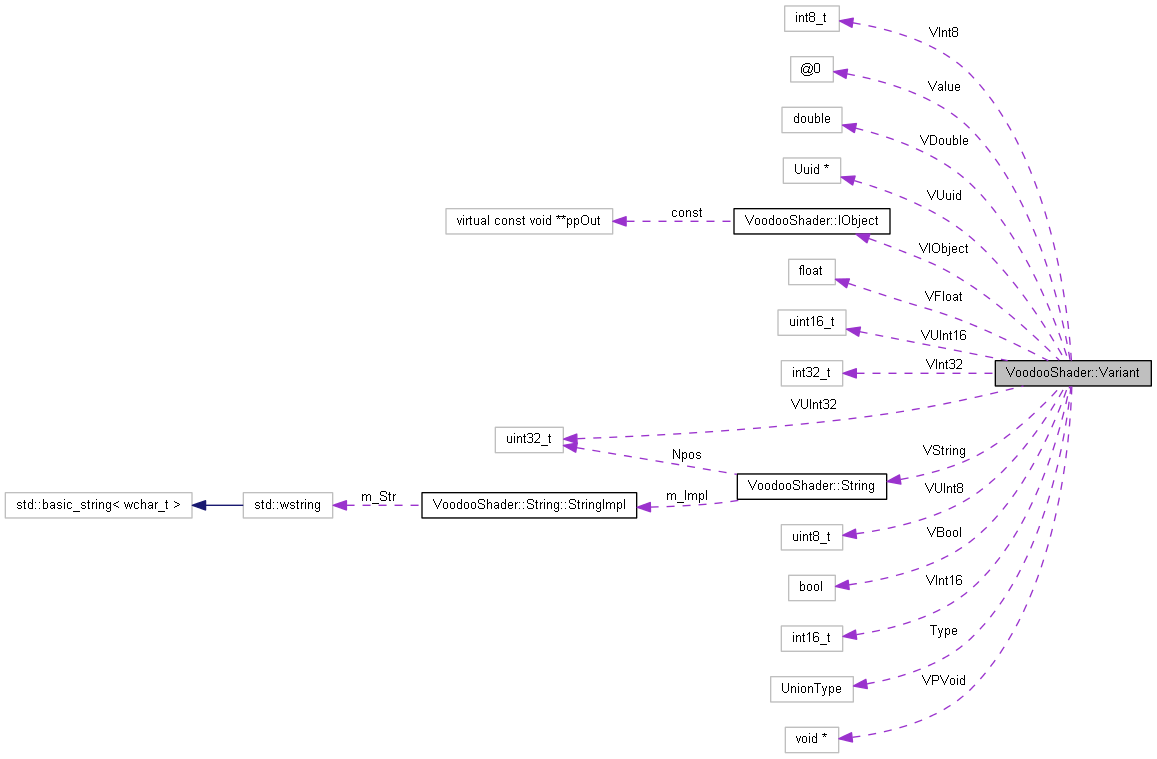 int8_t
VInt8
@0
Value
double
VDouble
Uuid *
VUuid
virtual const void **ppOut
const
VoodooShader::IObject
VIObject
float
VFloat
uint16_t
VUInt16
int32_t
VInt32
VoodooShader::Variant
VUInt32
uint32_t
Npos
VString
VoodooShader::String
VUInt8
std::basic_string< wchar_t >
std::wstring
m_Str
VoodooShader::String::StringImpl
m_Impl
uint8_t
VBool
bool
VInt16
int16_t
Type
UnionType
VPVoid
void *